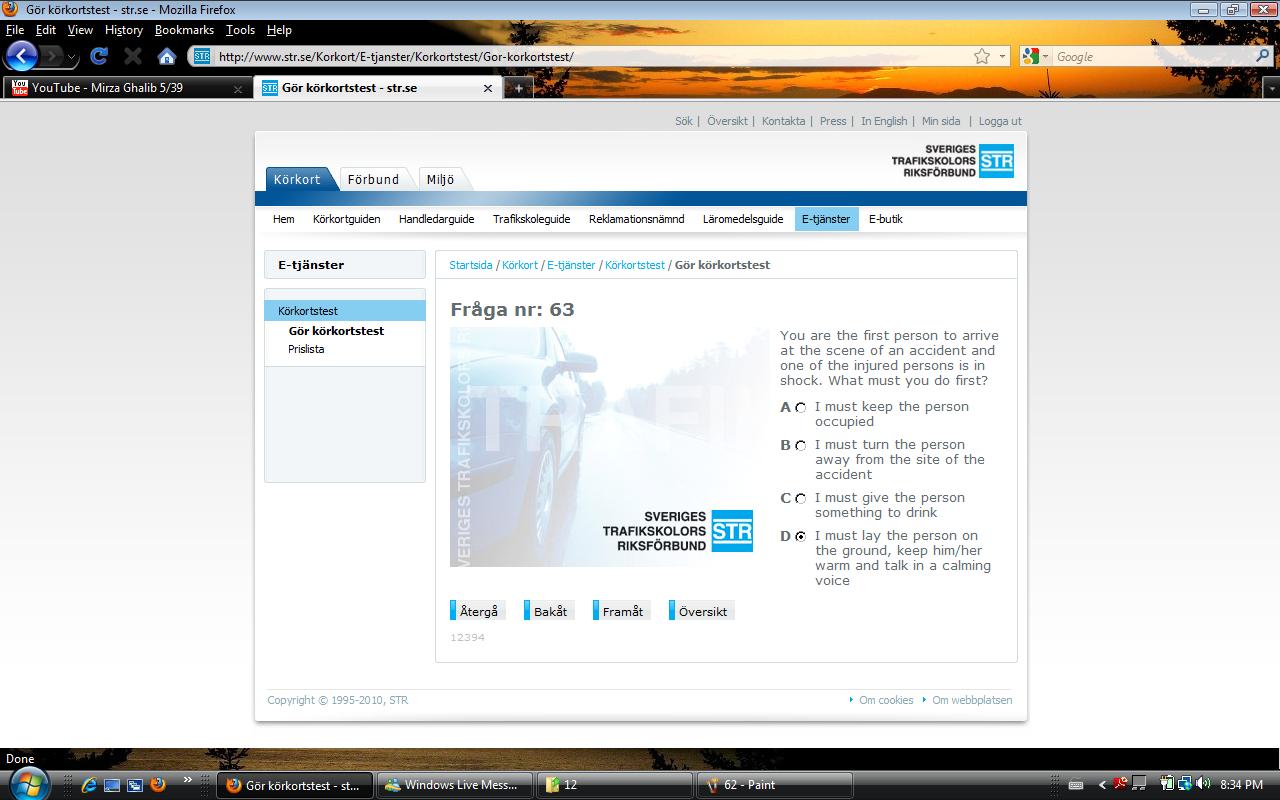 Gör körkortstest - str.se - Mozilla Firefox
File Edit View History Bookmarks Tools Help
STR http://www.str.se/Korkort/E-tjanster/Korkortstest/Gor-korkortstest/
Google
You Tube YouTube - Mirza Ghalib 5/39
STR Gör körkortstest - str.se
Sök | Översikt | Kontakta | Press | In English | Min sida | Logga ut
SVERIGES
TRAFIKSKOLORS STR
RIKSFÖRBUND
Körkort Förbund Miljö
Hem Körkortguiden Handledarguide Trafikskoleguide Reklamationsnämnd Läromedelsguide E-tjänster E-butik
E-tjänster
Körkortstest
Gör körkortstest
Prislista
Startsida / Körkort / E-tjänster / Körkortstest / Gör körkortstest
Fråga nr: 63
VERIGES TRAFIKSKOLOR
TRAFI
SVERIGES
TRAFIKSKOLORS STR
RIKSFÖRBUND
You are the first person to arrive
at the scene of an accident and
one of the injured persons is in
shock. What must you do first?
A I must keep the person
occupied
B I must turn the person
away from the site of the
accident
C I must give the person
something to drink
D I must lay the person on
the ground, keep him/her
warm and talk in a calming
voice
Återgå Bakåt Framåt Översikt
12394
Copyright © 1995-2010, STR
Om cookies Om webbplatsen
Done
Gör körkortstest - st... Windows Live Mess... 12 62 - Paint 8:34 PM